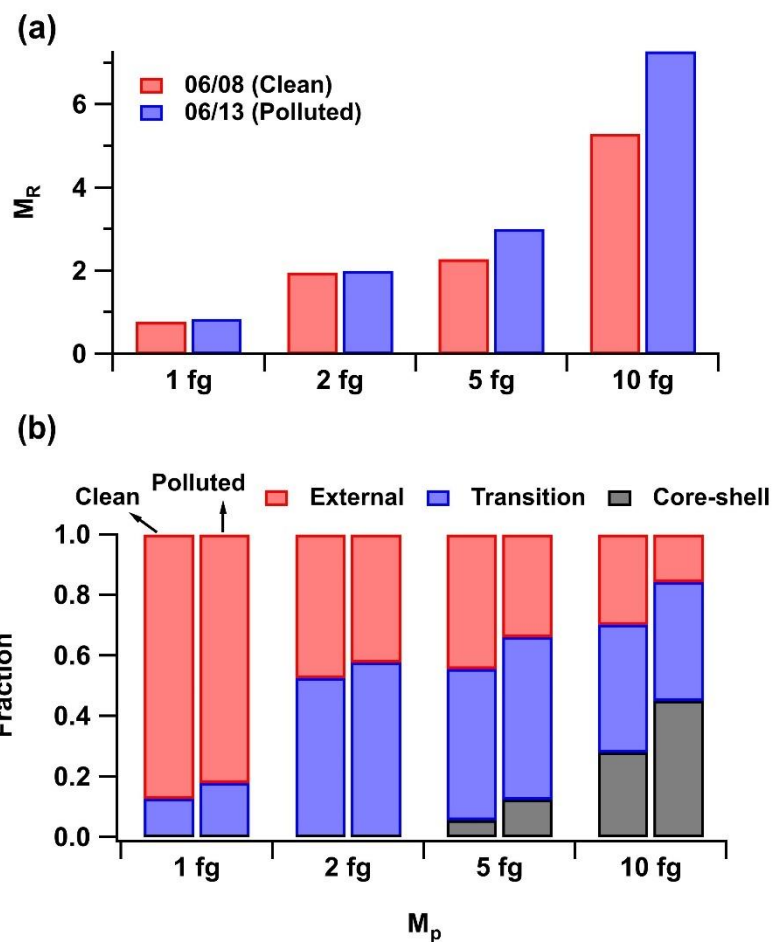 (a)
06/08 (Clean)
06/13 (Polluted)
M_R
6
4
2
0
1 fg 2 fg 5 fg 10 fg
(b)
Clean Polluted
External Transition Core-shell
Fraction
1.0
0.8
0.6
0.4
0.2
0.0
1 fg 2 fg 5 fg 10 fg
M_p